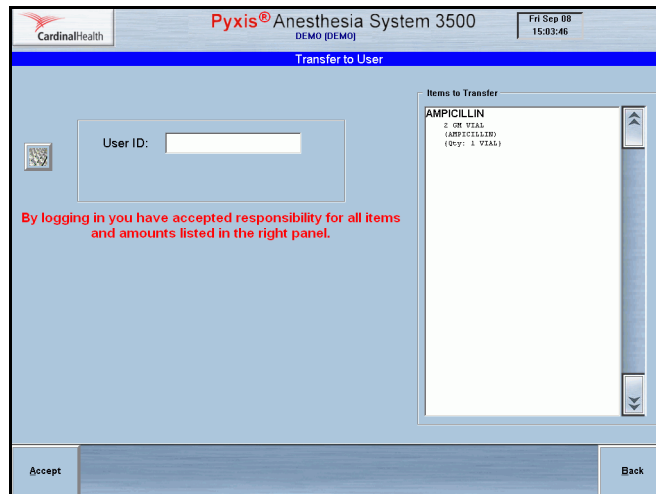 CardinalHealth
Pyxis® Anesthesia System 3500
DEMO (DEMO)
Fri Sep 08
15:03:46
Transfer to User
Items to Transfer
AMPICILLIN
2 GM VIAL
(AMPICILLIN)
(Qty: 1 VIAL)
User ID:
By logging in you have accepted responsibility for all items
and amounts listed in the right panel.
Accept
Back